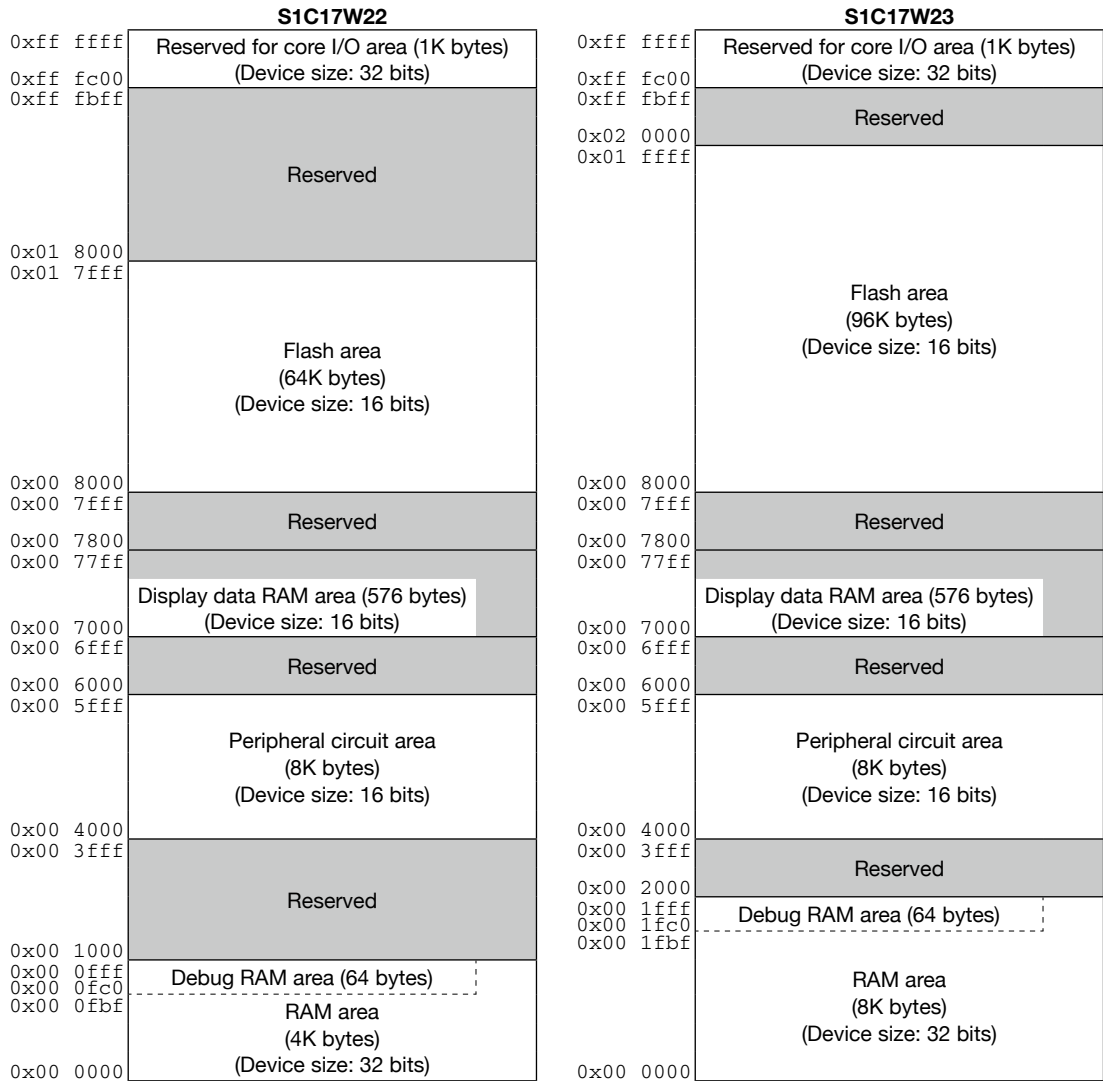 S1C17W22
0xff ffff
Reserved for core I/O area (1K bytes)
(Device size: 32 bits)
0xff fc00
0xff fbff
Reserved
0x01 8000
0x01 7fff
Flash area
(64K bytes)
(Device size: 16 bits)
0x00 8000
0x00 7fff
Reserved
0x00 7800
0x00 77ff
Display data RAM area (576 bytes)
(Device size: 16 bits)
0x00 7000
0x00 6fff
Reserved
0x00 6000
0x00 5fff
Peripheral circuit area
(8K bytes)
(Device size: 16 bits)
0x00 4000
0x00 3fff
Reserved
0x00 1000
0x00 0fff
Debug RAM area (64 bytes)
0x00 0fc0
0x00 0fbf
RAM area
(4K bytes)
(Device size: 32 bits)
0x00 0000
S1C17W23
0xff ffff
Reserved for core I/O area (1K bytes)
(Device size: 32 bits)
0xff fc00
0xff fbff
Reserved
0x02 0000
0x01 ffff
Flash area
(96K bytes)
(Device size: 16 bits)
0x00 8000
0x00 7fff
Reserved
0x00 7800
0x00 77ff
Display data RAM area (576 bytes)
(Device size: 16 bits)
0x00 7000
0x00 6fff
Reserved
0x00 6000
0x00 5fff
Peripheral circuit area
(8K bytes)
(Device size: 16 bits)
0x00 4000
0x00 3fff
Reserved
0x00 2000
0x00 1fff
Debug RAM area (64 bytes)
0x00 1fc0
0x00 1fbf
RAM area
(8K bytes)
(Device size: 32 bits)
0x00 0000